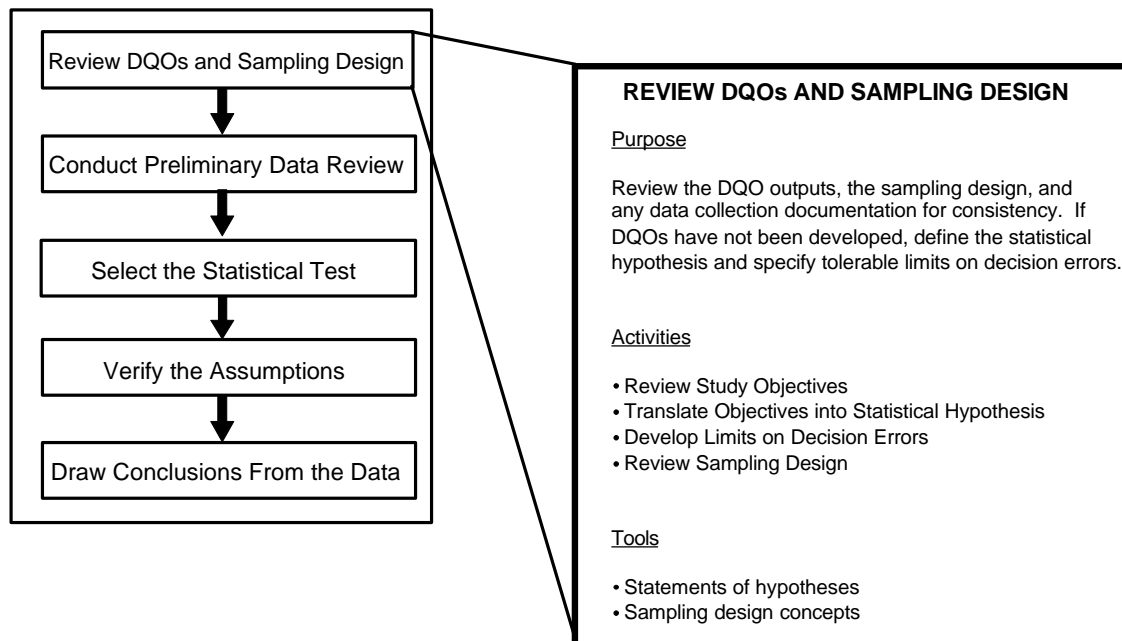 Review DQOs and Sampling Design
Conduct Preliminary Data Review
Select the Statistical Test
Verify the Assumptions
Draw Conclusions From the Data
REVIEW DQOs AND SAMPLING DESIGN
Purpose
Review the DQO outputs, the sampling design, and
any data collection documentation for consistency.  If
DQOs have not been developed, define the statistical
hypothesis and specify tolerable limits on decision errors.
Activities
• Review Study Objectives
• Translate Objectives into Statistical Hypothesis
• Develop Limits on Decision Errors
• Review Sampling Design
Tools
• Statements of hypotheses
• Sampling design concepts